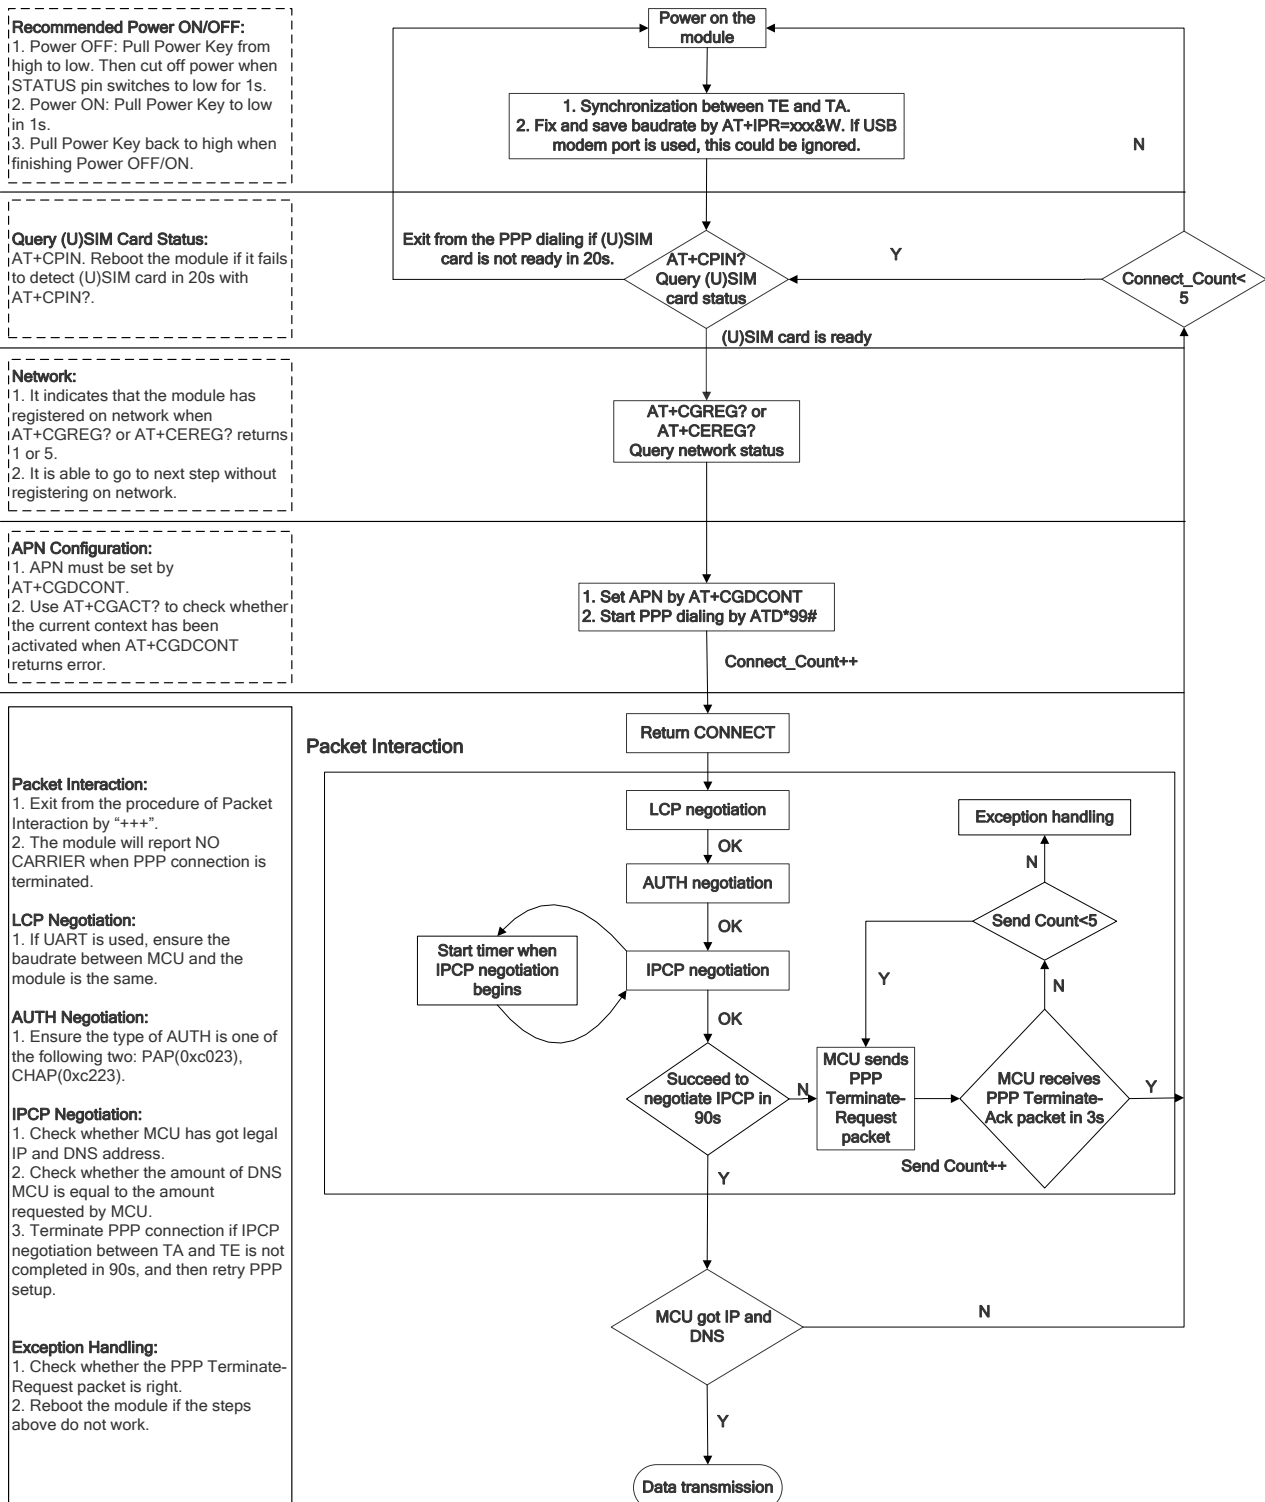 Recommended Power ON/OFF:
1. Power OFF: Pull Power Key from
high to low. Then cut off power when
STATUS pin switches to low for 1s.
2. Power ON: Pull Power Key to low
in 1s.
3. Pull Power Key back to high when
finishing Power OFF/ON.
Power on the
module
1. Synchronization between TE and TA.
2. Fix and save baudrate by AT+IPR=xxx&W. If USB
modem port is used, this could be ignored.
N
Query (U)SIM Card Status:
AT+CPIN. Reboot the module if it fails
to detect (U)SIM card in 20s with
AT+CPIN?.
Exit from the PPP dialing if (U)SIM
card is not ready in 20s.
AT+CPIN?
Query (U)SIM
card status
Y
Connect_Count<
5
(U)SIM card is ready
Network:
1. It indicates that the module has
registered on network when
AT+CGREG? or AT+CEREG? returns
1 or 5.
2. It is able to go to next step without
registering on network.
AT+CGREG? or
AT+CEREG?
Query network status
APN Configuration:
1. APN must be set by
AT+CGDCONT.
2. Use AT+CGACT? to check whether
the current context has been
activated when AT+CGDCONT
returns error.
1. Set APN by AT+CGDCONT
2. Start PPP dialing by ATD*99#
Connect_Count++
Packet Interaction:
1. Exit from the procedure of Packet
Interaction by “+++”.
2. The module will report NO
CARRIER when PPP connection is
terminated.
LCP Negotiation:
1. If UART is used, ensure the
baudrate between MCU and the
module is the same.
AUTH Negotiation:
1. Ensure the type of AUTH is one of
the following two: PAP(0xc023),
CHAP(0xc223).
IPCP Negotiation:
1. Check whether MCU has got legal
IP and DNS address.
2. Check whether the amount of DNS
MCU is equal to the amount
requested by MCU.
3. Terminate PPP connection if IPCP
negotiation between TA and TE is not
completed in 90s, and then retry PPP
setup.
Exception Handling:
1. Check whether the PPP Terminate-
Request packet is right.
2. Reboot the module if the steps
above do not work.
Return CONNECT
Packet Interaction
LCP negotiation
OK
AUTH negotiation
OK
Start timer when
IPCP negotiation
begins
IPCP negotiation
OK
Succeed to
negotiate IPCP in
90s
N
MCU sends
PPP
Terminate-
Request
packet
Send Count++
MCU receives
PPP Terminate-
Ack packet in 3s
Y
N
Send Count<5
Y
N
Exception handling
Y
MCU got IP and
DNS
N
Y
Data transmission